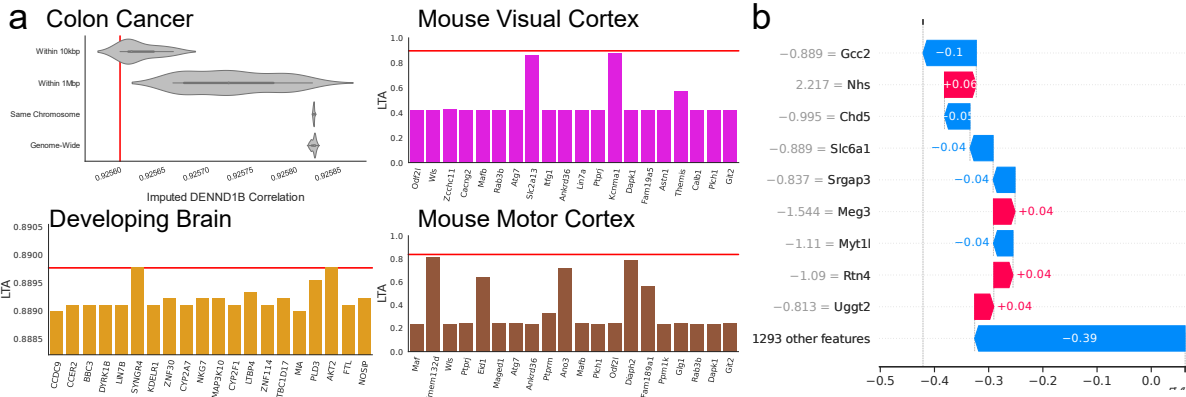 a
Colon Cancer
Within 10kbp
Within 1Mbp
Same Chromosome
Genome-Wide
0.92560
0.92565
0.92570
0.92575
0.92580
0.92585
Imputed DENND1B Correlation
Mouse Visual Cortex
LTA
1.0
0.8
0.6
0.4
0.2
0.0
Odf2l
Wls
Zcchc11
Cacng2
Mafb
Rab3b
Atg7
Slc2a13
Itfg1
Ankrd36
Lin7a
Ptprj
Kcnma1
Dapk1
Fam19a5
Astn1
Themis
Calb1
Plch1
Git2
Developing Brain
LTA
0.8905
0.8900
0.8895
0.8890
0.8885
CCDC9
CCER2
BBC3
DYRK1B
LIN7B
SYNGR4
KDELR1
ZNF30
CYP2A7
NKG7
MAP3K10
CYP2F1
LTBP4
ZNF114
TBC1D17
MIA
PLD3
AKT2
FTL
NOSIP
Mouse Motor Cortex
LTA
1.0
0.8
0.6
0.4
0.2
0.0
Maf
mem132d
Wls
Ptprj
Eid1
Maged1
Atg7
Ankrd36
Ptprm
Ano3
Mafb
Plch1
Odf2l
Diaph2
Fam189a1
Ppm1k
Glg1
Rab3b
Dapk1
Git2
b
−0.889 = Gcc2
−0.1
2.217 = Nhs
+0.06
−0.995 = Chd5
−0.05
−0.889 = Slc6a1
−0.04
−0.837 = Srgap3
−0.04
−1.544 = Meg3
+0.04
−1.11 = Myt1l
−0.04
−1.09 = Rtn4
+0.04
−0.813 = Uggt2
+0.04
1293 other features
−0.39
−0.5
−0.4
−0.3
−0.2
−0.1
0.0